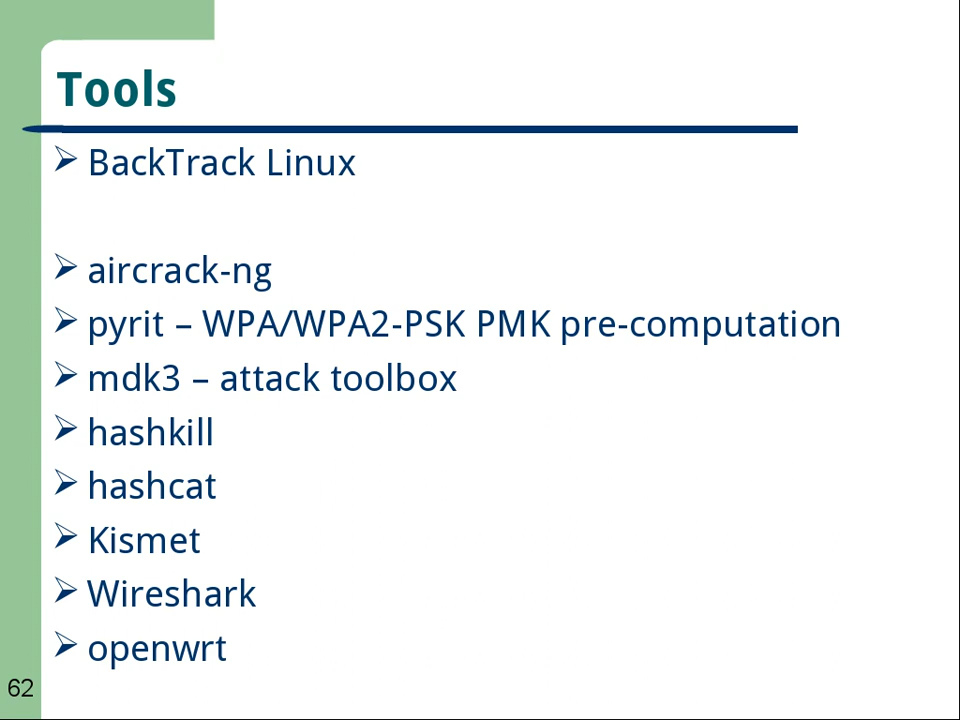 Tools
➢ BackTrack Linux
➢ aircrack-ng
➢ pyrit – WPA/WPA2-PSK PMK pre-computation
➢ mdk3 – attack toolbox
➢ hashkill
➢ hashcat
➢ Kismet
➢ Wireshark
➢ openwrt
62